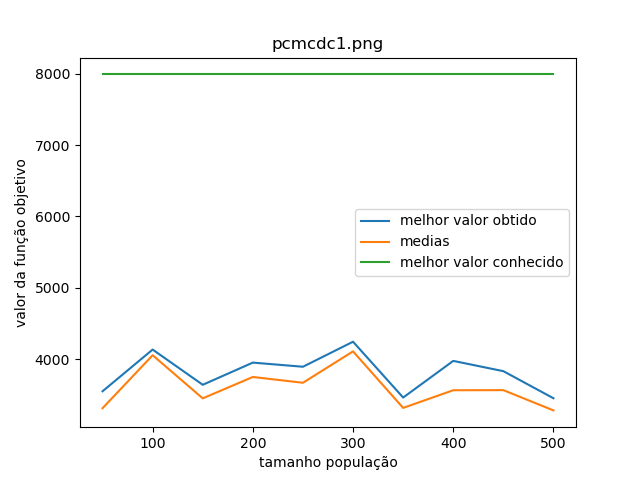 pcmcdc1.png
valor da função objetivo
8000
7000
6000
5000
4000
melhor valor obtido
medias
melhor valor conhecido
100 200 300 400 500
tamanho população